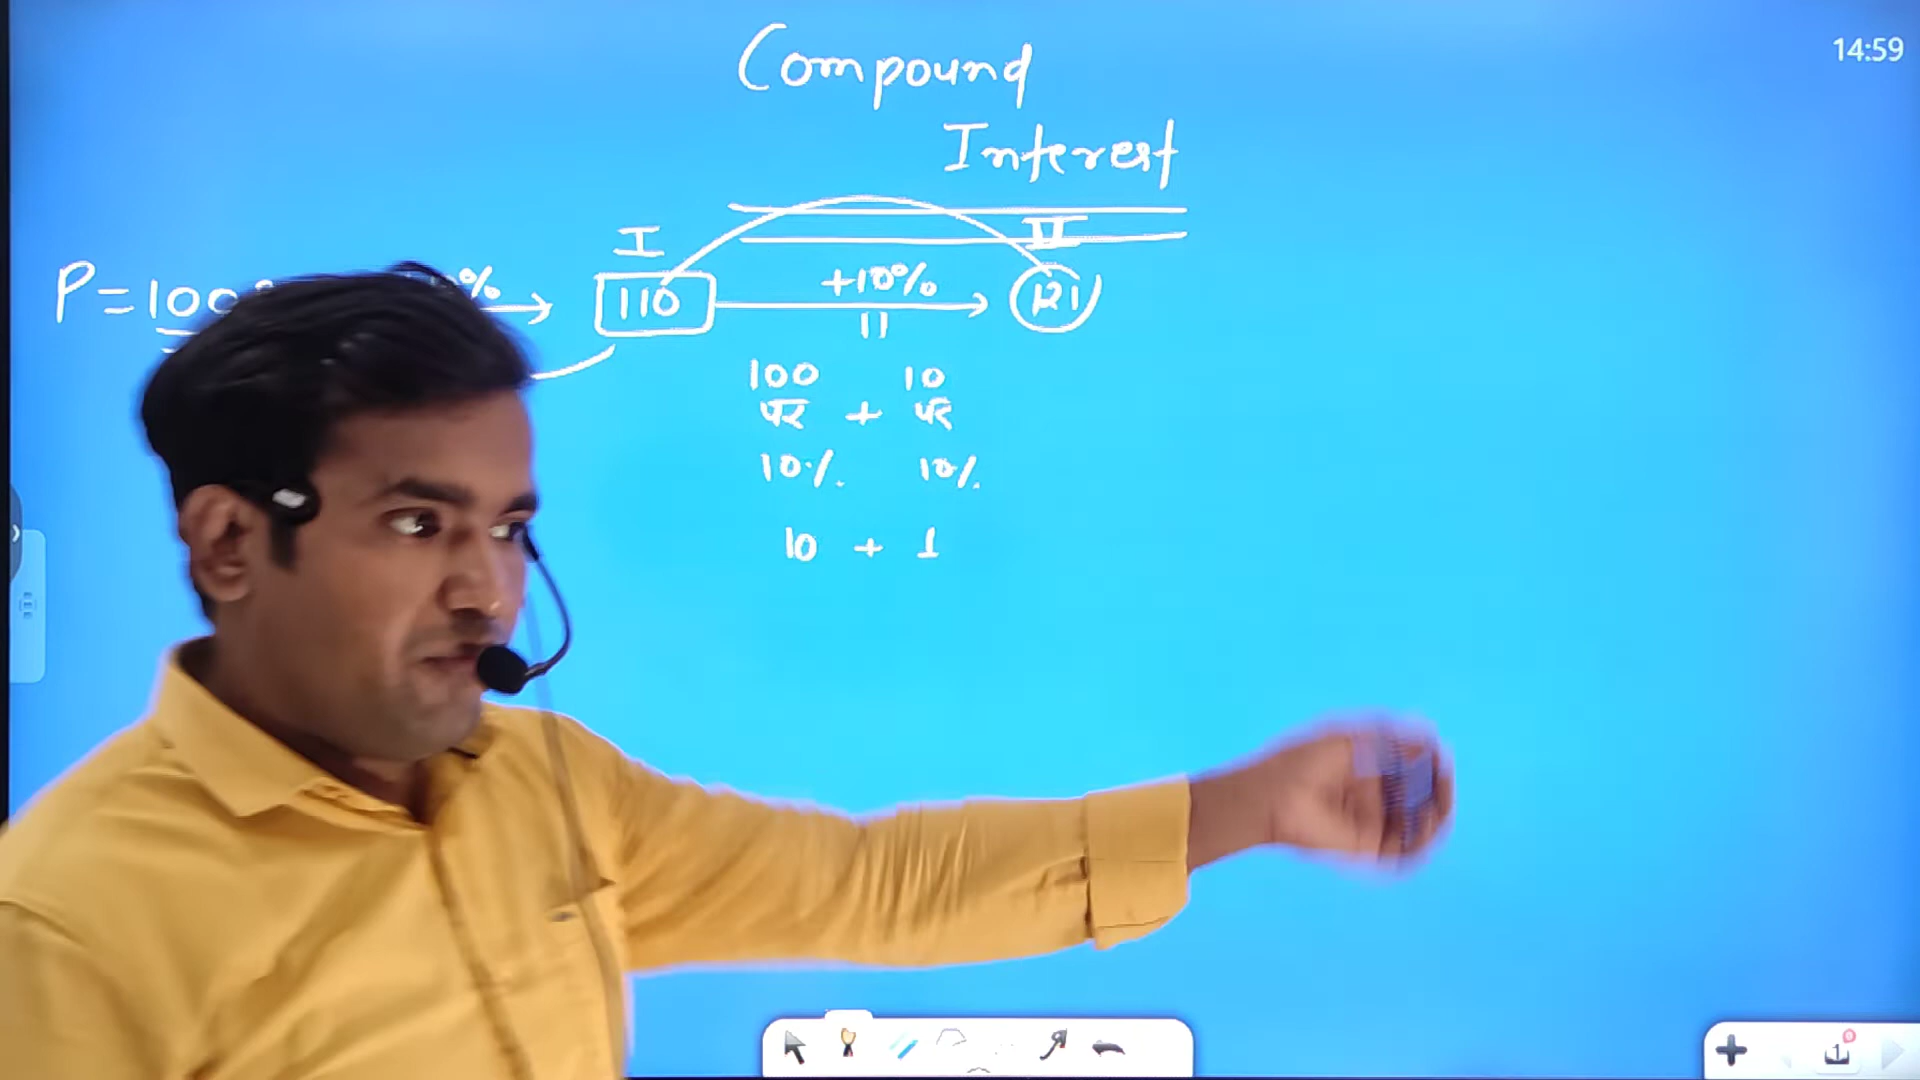 14:59
Compound
Interest
I
II
P=100
%
110
+10%
121
11
100 10
पर + पर
10% 10%
10 + 1